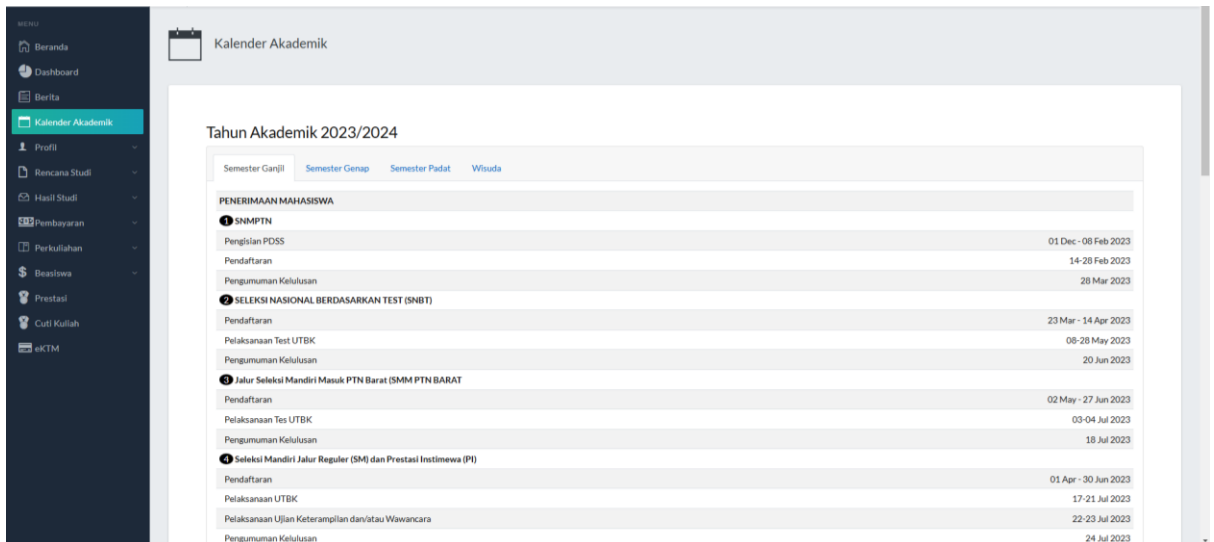 MENU
Beranda
Dashboard
Berita
Kalender Akademik
Profil
Rencana Studi
Hasil Studi
Pembayaran
Perkuliahan
$ Beasiswa
Prestasi
Cuti Kuliah
eKTM
Kalender Akademik
Tahun Akademik 2023/2024
Semester Ganjil Semester Genap Semester Padat Wisuda
PENERIMAAN MAHASISWA
1 SNMPTN
Pengisian PDSS 01 Dec - 08 Feb 2023
Pendaftaran 14-28 Feb 2023
Pengumuman Kelulusan 28 Mar 2023
2 SELEKSI NASIONAL BERDASARKAN TEST (SNBT)
Pendaftaran 23 Mar - 14 Apr 2023
Pelaksanaan Test UTBK 08-28 May 2023
Pengumuman Kelulusan 20 Jun 2023
3 Jalur Seleksi Mandiri Masuk PTN Barat (SMM PTN BARAT
Pendaftaran 02 May - 27 Jun 2023
Pelaksanaan Tes UTBK 03-04 Jul 2023
Pengumuman Kelulusan 18 Jul 2023
4 Seleksi Mandiri Jalur Reguler (SM) dan Prestasi Instimewa (PI)
Pendaftaran 01 Apr - 30 Jun 2023
Pelaksanaan UTBK 17-21 Jul 2023
Pelaksanaan Ujian Keterampilan dan/atau Wawancara 22-23 Jul 2023
Pengumuman Kelulusan 24 Jul 2023